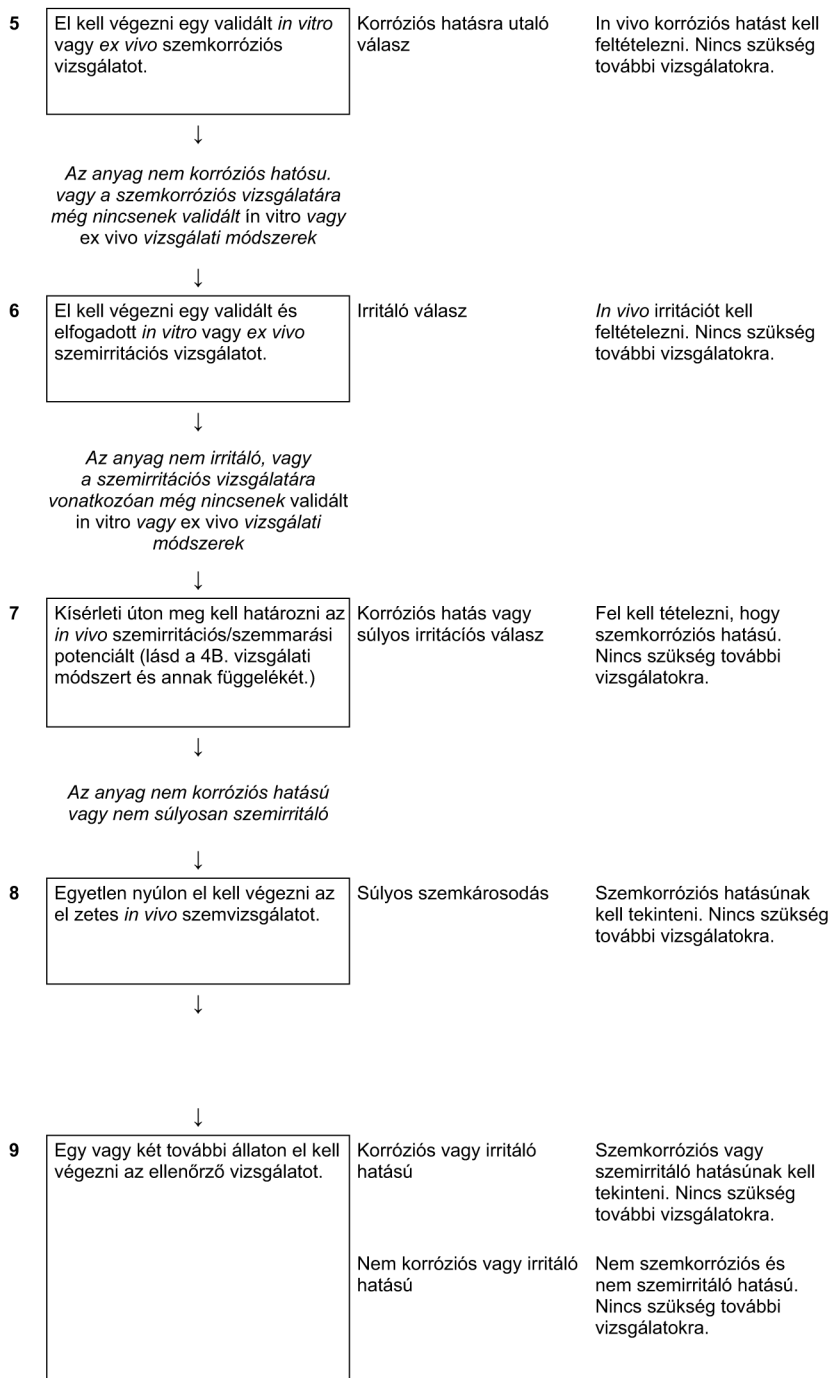 5
El kell végezni egy validált in vitro
vagy ex vivo szemkorróziós
vizsgálatot.
Korróziós hatásra utaló
válasz
In vivo korróziós hatást kell
feltételezni. Nincs szükség
további vizsgálatokra.
↓
Az anyag nem korróziós hatósu.
vagy a szemkorróziós vizsgálatára
még nincsenek validált ín vitro vagy
ex vivo vizsgálati módszerek
↓
6
El kell végezni egy validált és
elfogadott in vitro vagy ex vivo
szemirritációs vizsgálatot.
Irritáló válasz
In vivo irritációt kell
feltételezni. Nincs szükség
további vizsgálatokra.
↓
Az anyag nem irritáló, vagy
a szemirritációs vizsgálatára
vonatkozóan még nincsenek validált
in vitro vagy ex vivo vizsgálati
módszerek
↓
7
Kísérleti úton meg kell határozni az
in vivo szemirritációs/szemmarási
potenciált (lásd a 4B. vizsgálati
módszert és annak függelékét.)
Korróziós hatás vagy
súlyos irritácíós válasz
Fel kell tételezni, hogy
szemkorróziós hatású.
Nincs szükség további
vizsgálatokra.
↓
Az anyag nem korróziós hatású
vagy nem súlyosan szemirritáló
↓
8
Egyetlen nyúlon el kell végezni az
el zetes in vivo szemvizsgálatot.
Súlyos szemkárosodás
Szemkorróziós hatásúnak
kell tekinteni. Nincs szükség
további vizsgálatokra.
↓
↓
9
Egy vagy két további állaton el kell
végezni az ellenőrző vizsgálatot.
Korróziós vagy irritáló
hatású
Szemkorróziós vagy
szemirritáló hatásúnak kell
tekinteni. Nincs szükség
további vizsgálatokra.
Nem korróziós vagy irritáló
hatású
Nem szemkorróziós és
nem szemirritáló hatású.
Nincs szükség további
vizsgálatokra.